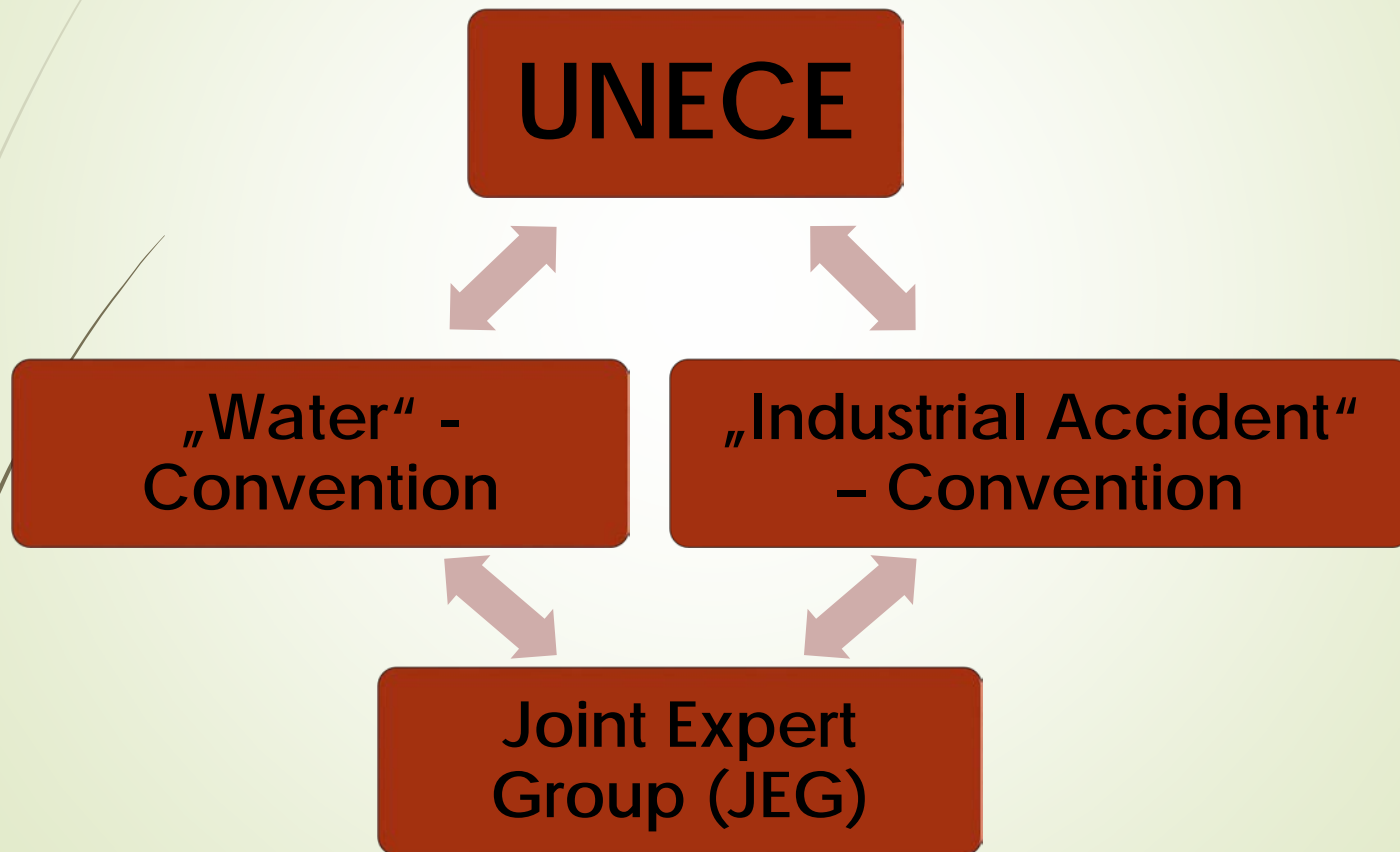 UNECE
„Water“ -
Convention
„Industrial Accident“
– Convention
Joint Expert
Group (JEG)